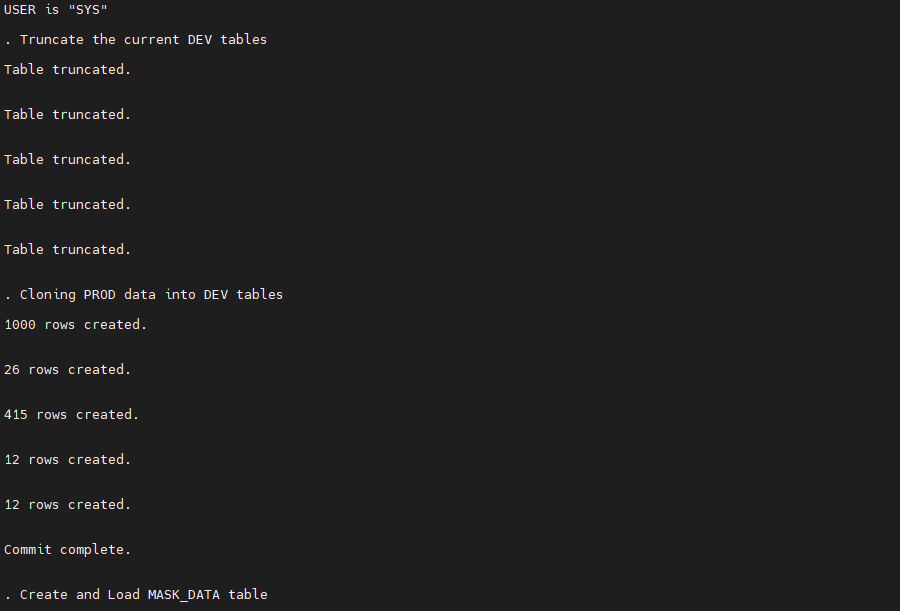 USER is "SYS"
. Truncate the current DEV tables
Table truncated.
Table truncated.
Table truncated.
Table truncated.
Table truncated.
. Cloning PROD data into DEV tables
1000 rows created.
26 rows created.
415 rows created.
12 rows created.
12 rows created.
Commit complete.
. Create and Load MASK_DATA table